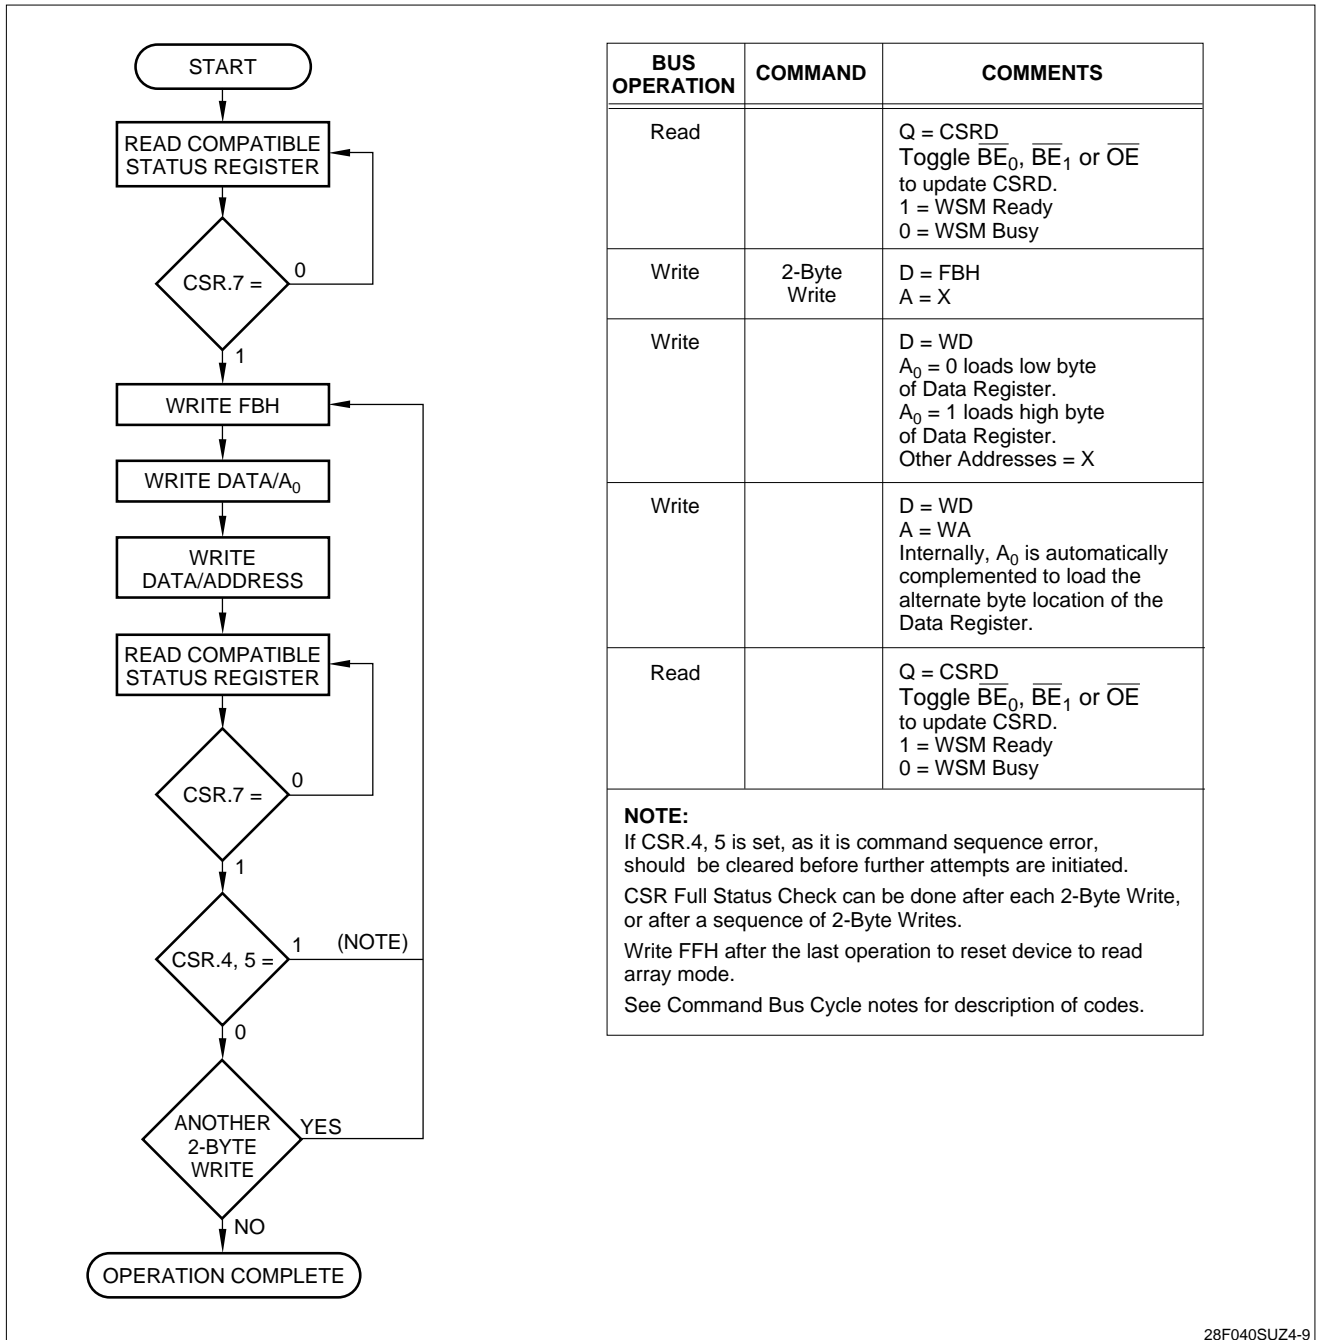 START
READ COMPATIBLE
STATUS REGISTER
CSR.7 =
0
1
WRITE FBH
WRITE DATA/A0
WRITE
DATA/ADDRESS
READ COMPATIBLE
STATUS REGISTER
CSR.7 =
0
1
CSR.4, 5 =
1
(NOTE)
0
ANOTHER
2-BYTE
WRITE
YES
NO
OPERATION COMPLETE
BUS
OPERATION
COMMAND
COMMENTS
Read
Q = CSRD
Toggle B̅E̅0, B̅E̅1 or O̅E̅
to update CSRD.
1 = WSM Ready
0 = WSM Busy
Write
2-Byte
Write
D = FBH
A = X
Write
D = WD
A0 = 0 loads low byte
of Data Register.
A0 = 1 loads high byte
of Data Register.
Other Addresses = X
Write
D = WD
A = WA
Internally, A0 is automatically
complemented to load the
alternate byte location of the
Data Register.
Read
Q = CSRD
Toggle B̅E̅0, B̅E̅1 or O̅E̅
to update CSRD.
1 = WSM Ready
0 = WSM Busy
NOTE:
If CSR.4, 5 is set, as it is command sequence error,
should be cleared before further attempts are initiated.
CSR Full Status Check can be done after each 2-Byte Write,
or after a sequence of 2-Byte Writes.
Write FFH after the last operation to reset device to read
array mode.
See Command Bus Cycle notes for description of codes.
28F040SUZ4-9